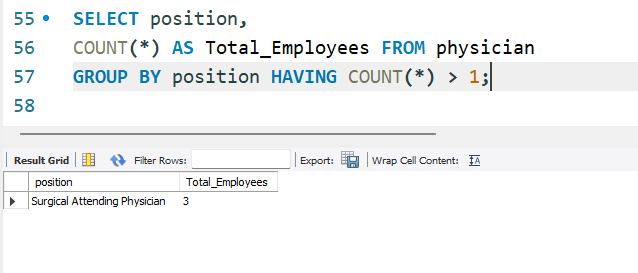 55 SELECT position,
56 COUNT(*) AS Total_Employees FROM physician
57 GROUP BY position HAVING COUNT(*) > 1;
58
Result Grid Filter Rows: Export: Wrap Cell Content: IA
position Total_Employees
Surgical Attending Physician 3